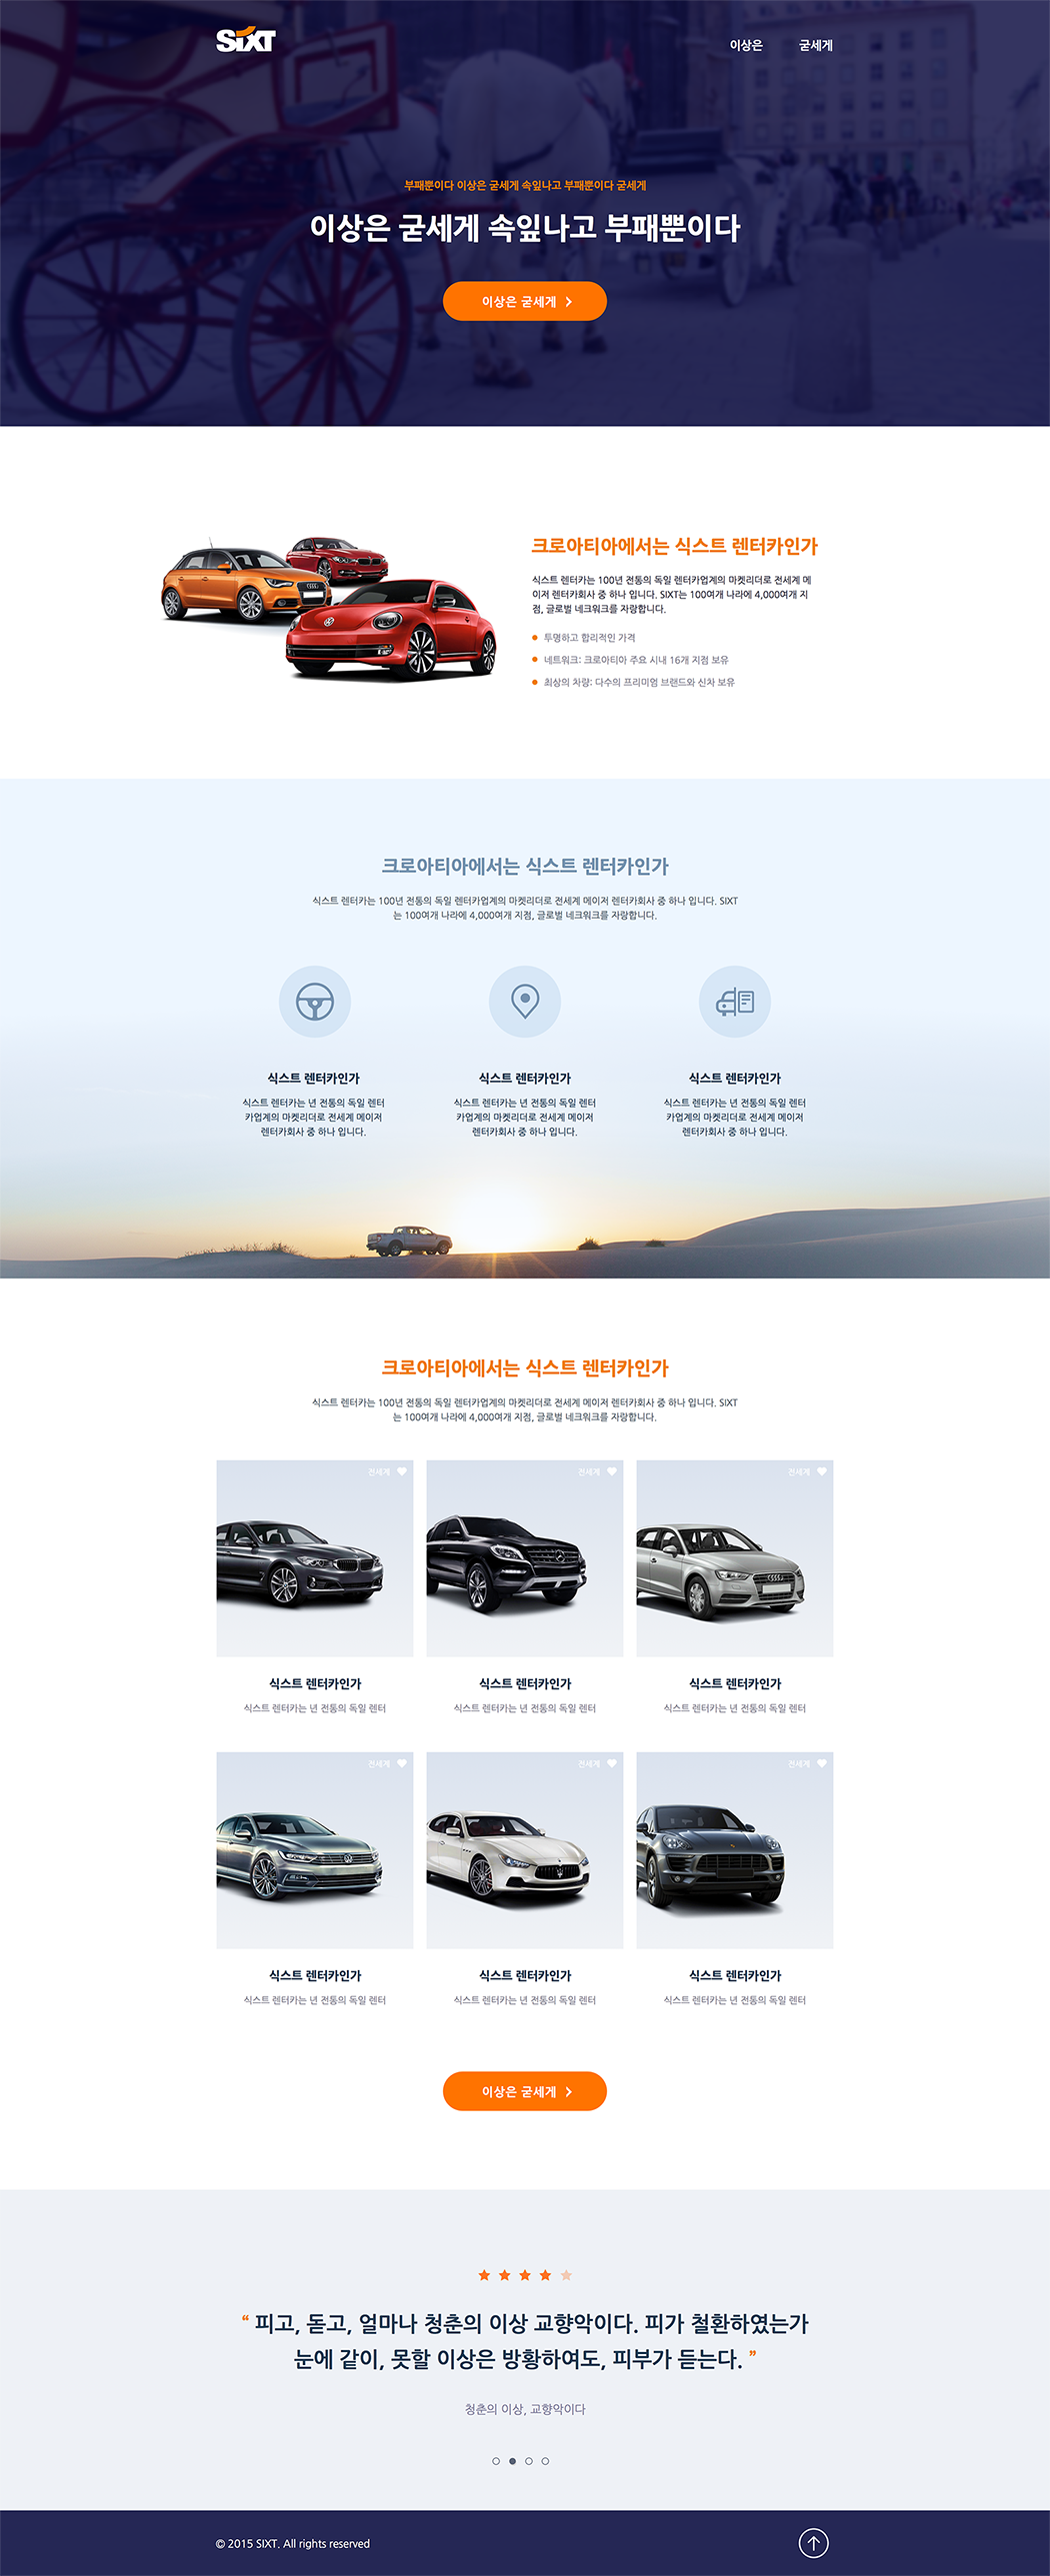 SIXT
이상은 굳세게
부패뿐이다 이상은 굳세게 속잎나고 부패뿐이다 굳세게
이상은 굳세게 속잎나고 부패뿐이다
이상은 굳세게
크로아티아에서는 식스트 렌터카인가
식스트 렌터카는 100년 전통의 독일 렌터카업계의 마켓리더로 전세계 메
이저 렌터카회사 중 하나 입니다. SIXT는 100여개 나라에 4,000여개 지
점, 글로벌 네크워크를 자랑합니다.
투명하고 합리적인 가격
네트워크: 크로아티아 주요 시내 16개 지점 보유
최상의 차량: 다수의 프리미엄 브랜드와 신차 보유
크로아티아에서는 식스트 렌터카인가
식스트 렌터카는 100년 전통의 독일 렌터카업계의 마켓리더로 전세계 메이저 렌터카회사 중 하나 입니다. SIXT
는 100여개 나라에 4,000여개 지점, 글로벌 네크워크를 자랑합니다.
식스트 렌터카인가
식스트 렌터카는 년 전통의 독일 렌터
카업계의 마켓리더로 전세계 메이저
렌터카회사 중 하나 입니다.
식스트 렌터카인가
식스트 렌터카는 년 전통의 독일 렌터
카업계의 마켓리더로 전세계 메이저
렌터카회사 중 하나 입니다.
식스트 렌터카인가
식스트 렌터카는 년 전통의 독일 렌터
카업계의 마켓리더로 전세계 메이저
렌터카회사 중 하나 입니다.
크로아티아에서는 식스트 렌터카인가
식스트 렌터카는 100년 전통의 독일 렌터카업계의 마켓리더로 전세계 메이저 렌터카회사 중 하나 입니다. SIXT
는 100여개 나라에 4,000여개 지점, 글로벌 네크워크를 자랑합니다.
전세계
식스트 렌터카인가
식스트 렌터카는 년 전통의 독일 렌터
전세계
식스트 렌터카인가
식스트 렌터카는 년 전통의 독일 렌터
전세계
식스트 렌터카인가
식스트 렌터카는 년 전통의 독일 렌터
전세계
식스트 렌터카인가
식스트 렌터카는 년 전통의 독일 렌터
전세계
식스트 렌터카인가
식스트 렌터카는 년 전통의 독일 렌터
전세계
식스트 렌터카인가
식스트 렌터카는 년 전통의 독일 렌터
이상은 굳세게
“ 피고, 돋고, 얼마나 청춘의 이상 교향악이다. 피가 철환하였는가
눈에 같이, 못할 이상은 방황하여도, 피부가 듣는다. ”
청춘의 이상, 교향악이다
© 2015 SIXT. All rights reserved